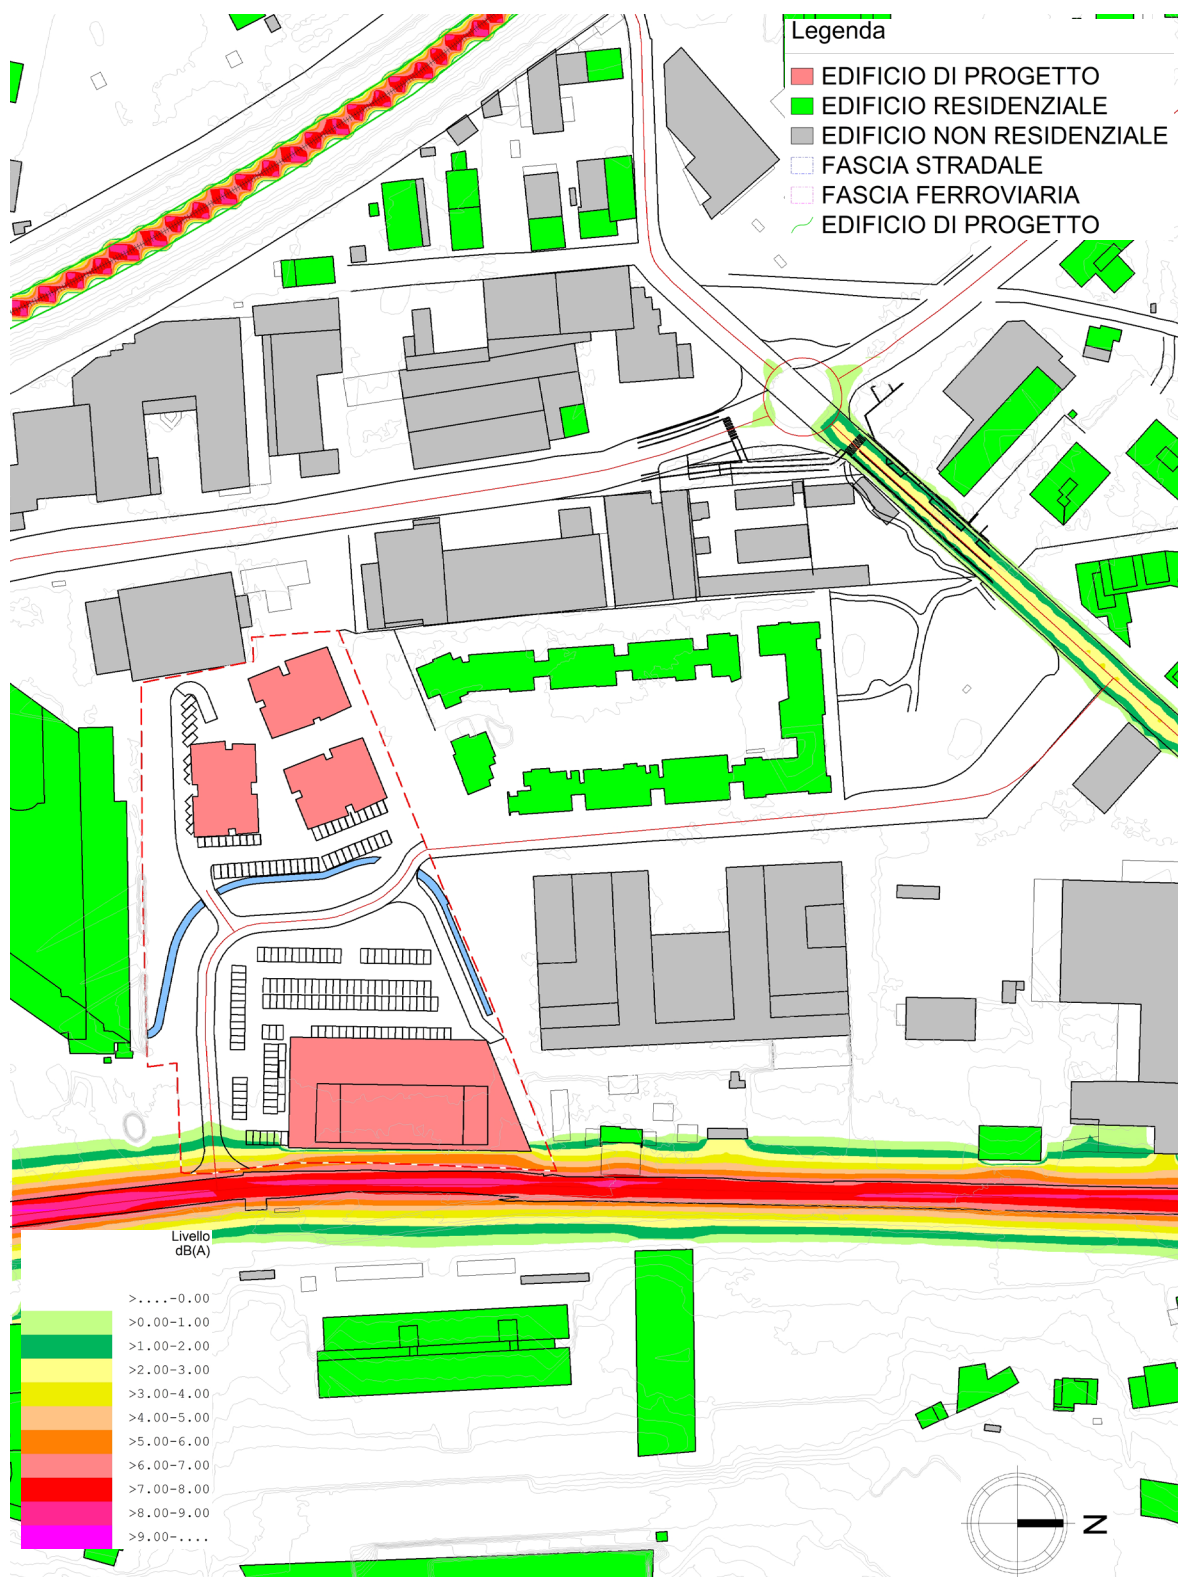 Legenda
EDIFICIO DI PROGETTO
EDIFICIO RESIDENZIALE
EDIFICIO NON RESIDENZIALE
FASCIA STRADALE
FASCIA FERROVIARIA
EDIFICIO DI PROGETTO
Livello
dB(A)
>....-0.00
>0.00-1.00
>1.00-2.00
>2.00-3.00
>3.00-4.00
>4.00-5.00
>5.00-6.00
>6.00-7.00
>7.00-8.00
>8.00-9.00
>9.00-....
N